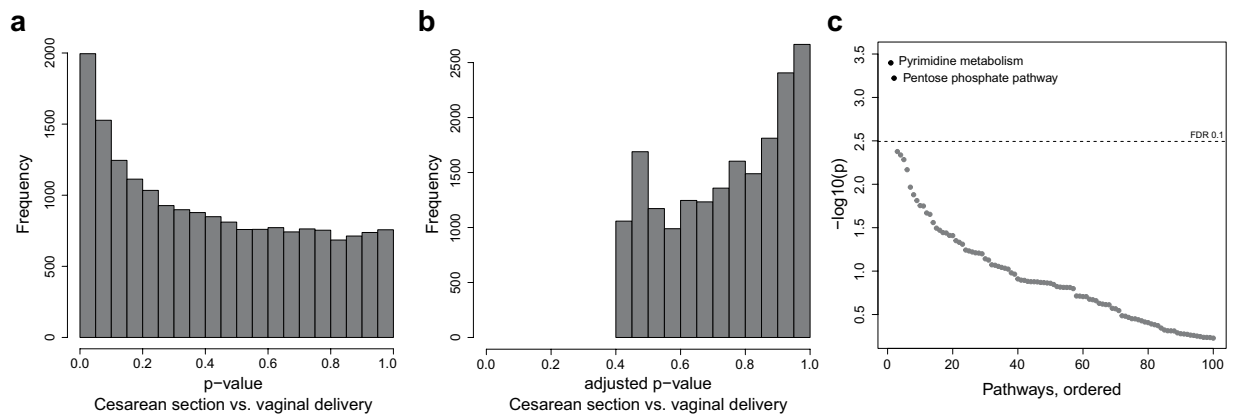 a
2000
1500
1000
500
0
Frequency
0.0 0.2 0.4 0.6 0.8 1.0
p-value
Cesarean section vs. vaginal delivery
b
2500
2000
1500
1000
500
0
Frequency
0.0 0.2 0.4 0.6 0.8 1.0
adjusted p-value
Cesarean section vs. vaginal delivery
c
3.5
3.0
2.5
2.0
1.5
1.0
0.5
−log10(p)
Pyrimidine metabolism
Pentose phosphate pathway
FDR 0.1
0 20 40 60 80 100
Pathways, ordered